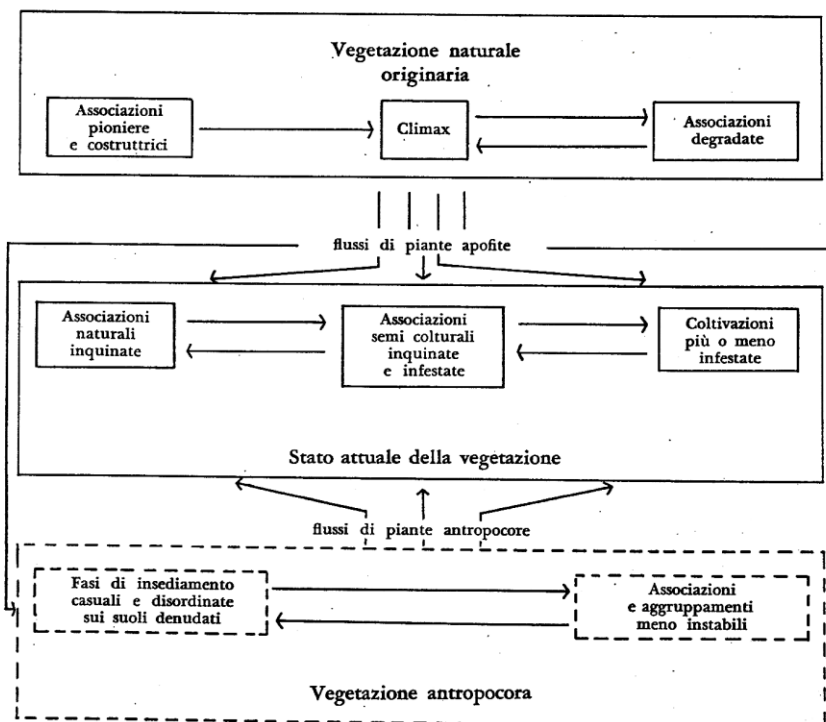 Vegetazione naturale
originaria
Associazioni
pioniere
e costruttrici
Climax
Associazioni
degradate
flussi di piante apofite
Associazioni
naturali
inquinate
Associazioni
semi colturali
inquinate
e infestate
Coltivazioni
più o meno
infestate
Stato attuale della vegetazione
flussi di piante antropocore
Fasi di insediamento
casuali e disordinate
sui suoli denudati
Associazioni
e aggruppamenti
meno instabili
Vegetazione antropocora